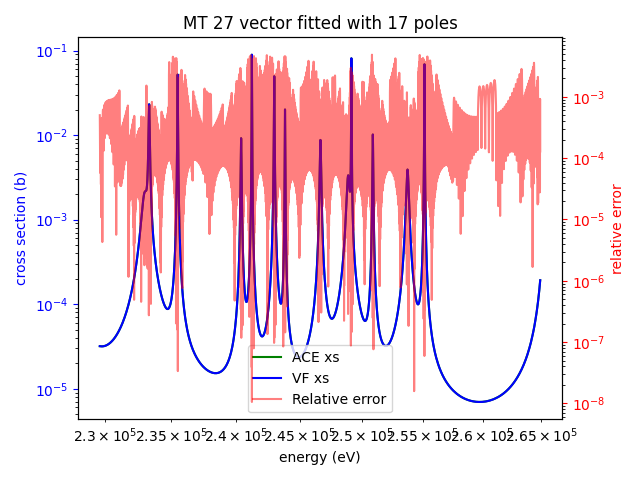 MT 27 vector fitted with 17 poles
10⁻¹
10⁻²
10⁻³
10⁻⁴
10⁻⁵
cross section (b)
10⁻³
10⁻⁴
10⁻⁵
10⁻⁶
10⁻⁷
10⁻⁸
relative error
ACE xs
VF xs
Relative error
2.3 × 10⁵ 2.35 × 10⁵ 2.4 × 10⁵ 2.45 × 10⁵ 2.5 × 10⁵ 2.55 × 10⁵ 2.6 × 10⁵ 2.65 × 10⁵
energy (eV)